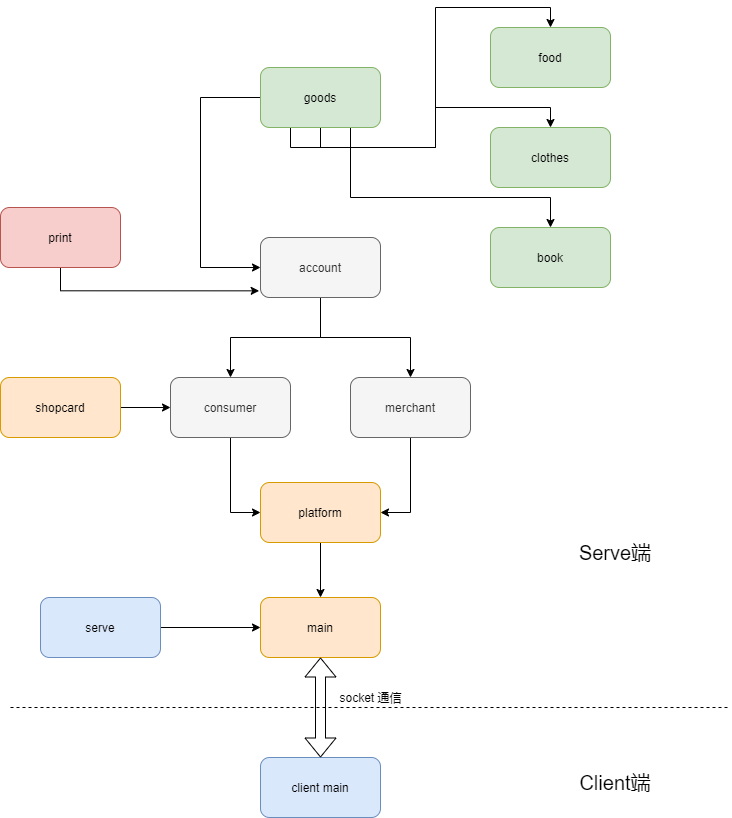 food
goods
clothes
print
book
account
shopcard
consumer
merchant
platform
Serve端
serve
main
socket 通信
Client端
client main